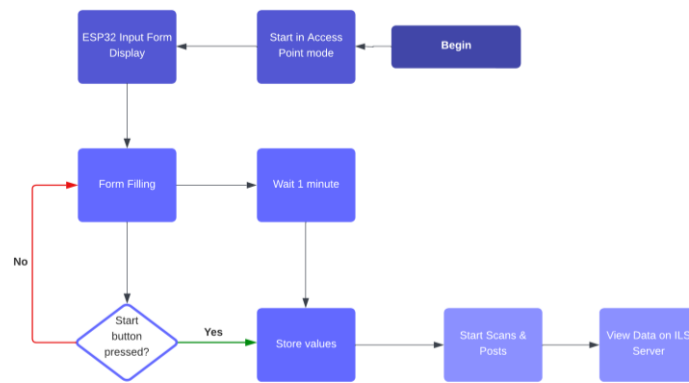 ESP32 Input Form
Display
Start in Access
Point mode
Begin
Form Filling
Wait 1 minute
No
Start
button
pressed?
Yes
Store values
Start Scans &
Posts
View Data on ILS
Server